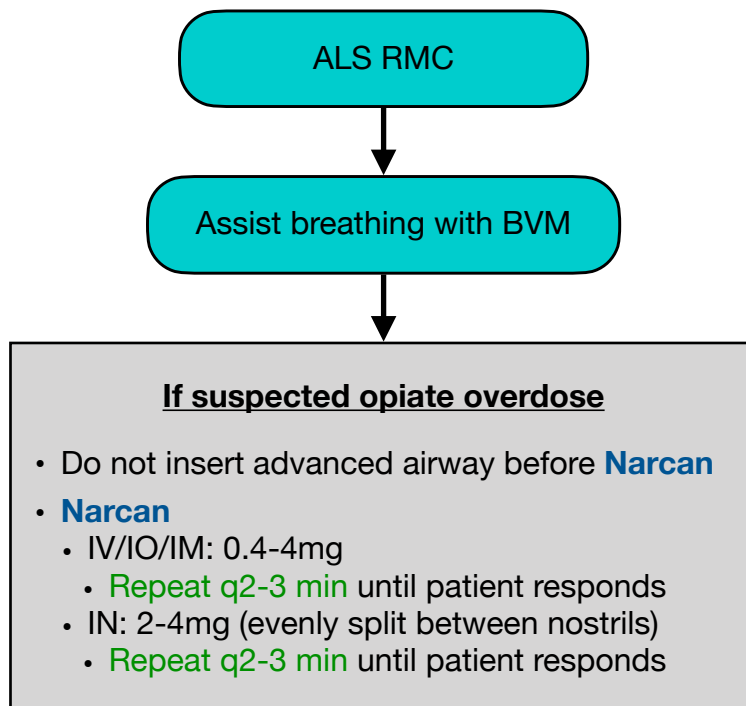 ALS RMC
Assist breathing with BVM
If suspected opiate overdose
• Do not insert advanced airway before Narcan
• Narcan
• IV/IO/IM: 0.4-4mg
• Repeat q2-3 min until patient responds
• IN: 2-4mg (evenly split between nostrils)
• Repeat q2-3 min until patient responds